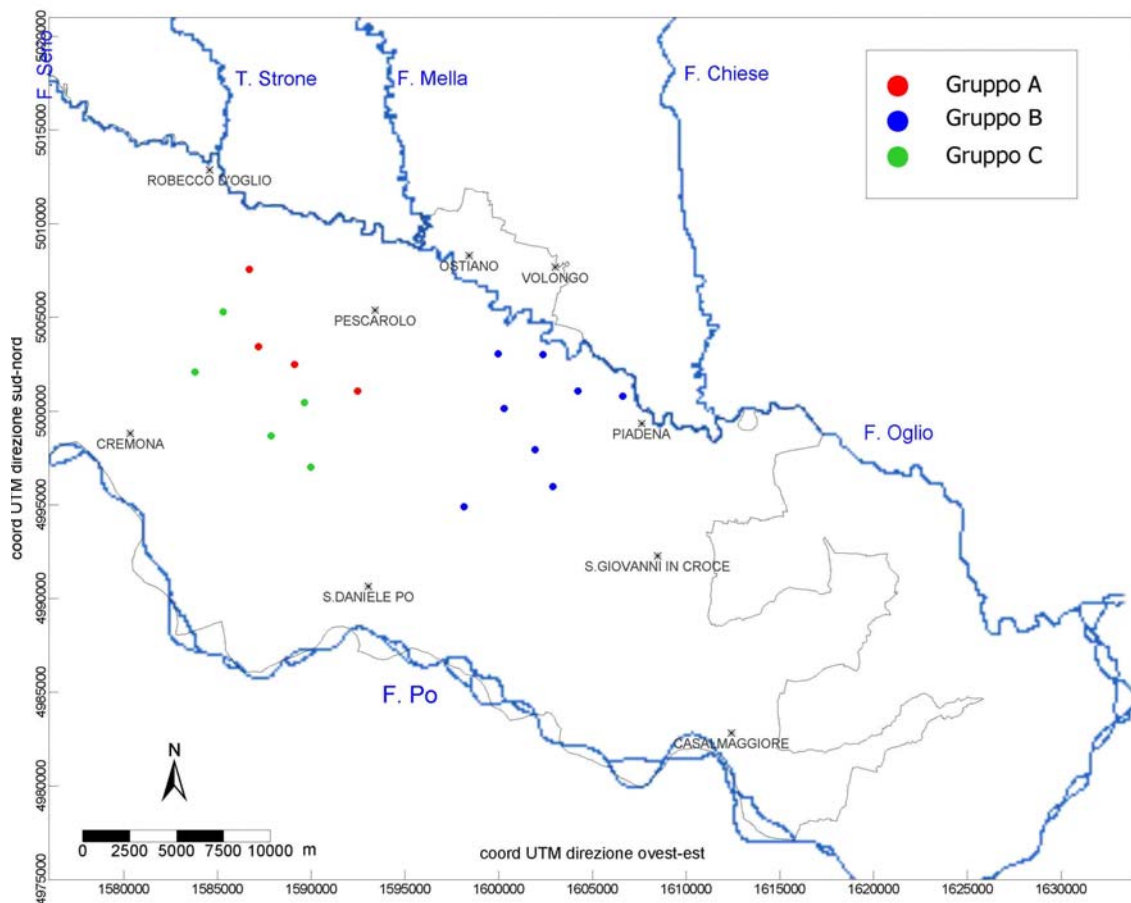 F. Serio
T. Strone
F. Mella
F. Chiese
Gruppo A
Gruppo B
Gruppo C
ROBECCO D'OGLIO
OSTIANO
VOLONGO
PESCAROLO
CREMONA
PIADENA
F. Oglio
S.GIOVANNI IN CROCE
S.DANIELE PO
F. Po
CASALMAGGIORE
N
0 2500 5000 7500 10000 m
coord UTM direzione ovest-est
coord UTM direzione sud-nord
5020000
5015000
5010000
5005000
5000000
4995000
4990000
4985000
4980000
4975000
1580000 1585000 1590000 1595000 1600000 1605000 1610000 1615000 1620000 1625000 1630000